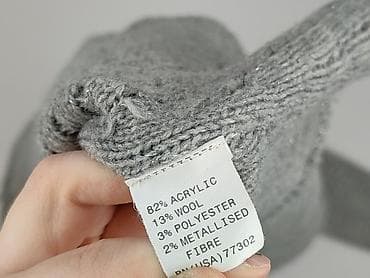 82% ACRYLIC
13% WOOL
3% POLYESTER
2% METALLISED
FIBRE
(USA)77302